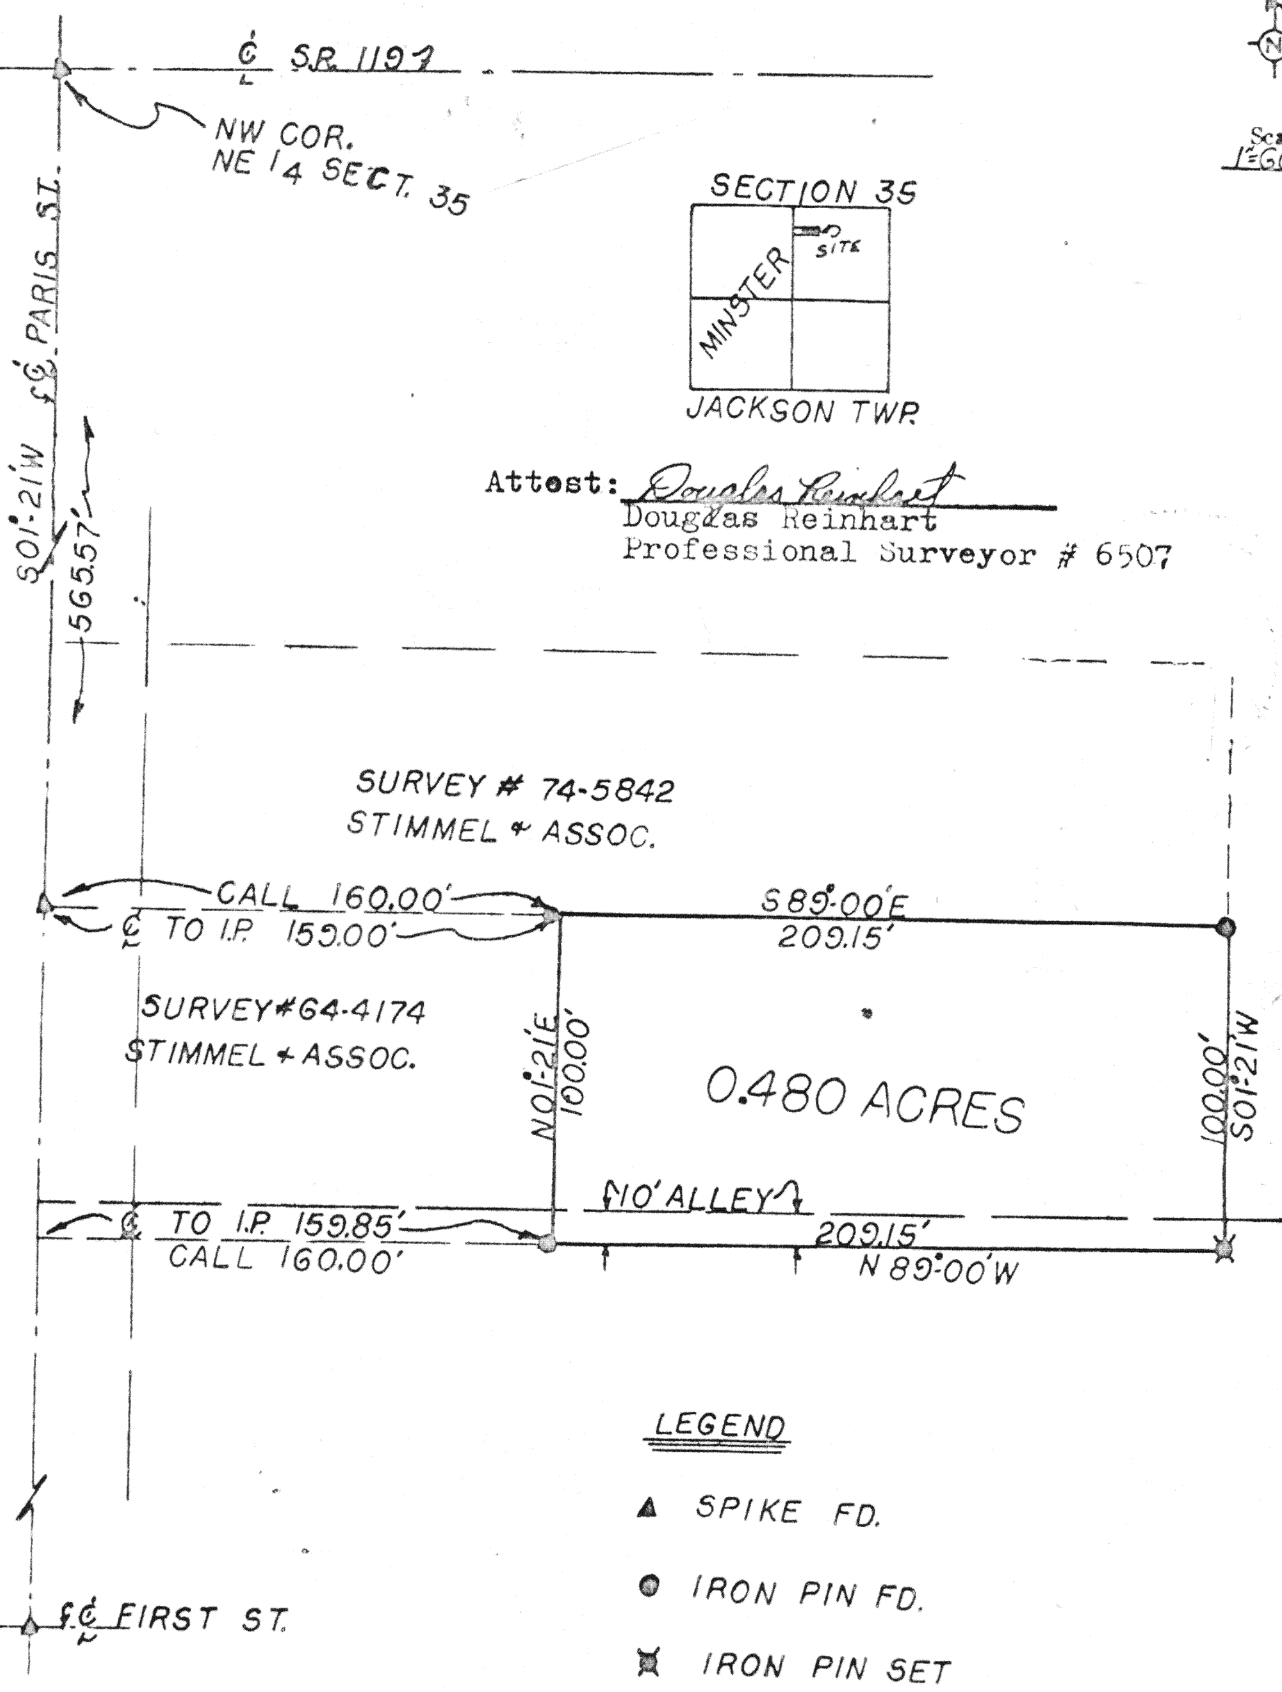 ℄ S.R. 1197
N
NW COR.
NE 1/4 SECT. 35
1"=60
SECTION 35
SITE
MINSTER
JACKSON TWP.
℄ PARIS ST.
S01°-21'W
565.57'
Attest: Douglas Reinhart
Douglas Reinhart
Professional Surveyor # 6507
SURVEY # 74-5842
STIMMEL & ASSOC.
CALL 160.00'
℄ TO I.P. 159.00'
S89°-00'E
209.15'
SURVEY #64-4174
STIMMEL & ASSOC.
N01°-21'E
100.00'
0.480 ACRES
100.00'
S01°-21'W
10' ALLEY
℄ TO I.P. 159.85'
CALL 160.00'
209.15'
N 89°-00'W
LEGEND
SPIKE FD.
IRON PIN FD.
IRON PIN SET
℄ FIRST ST.